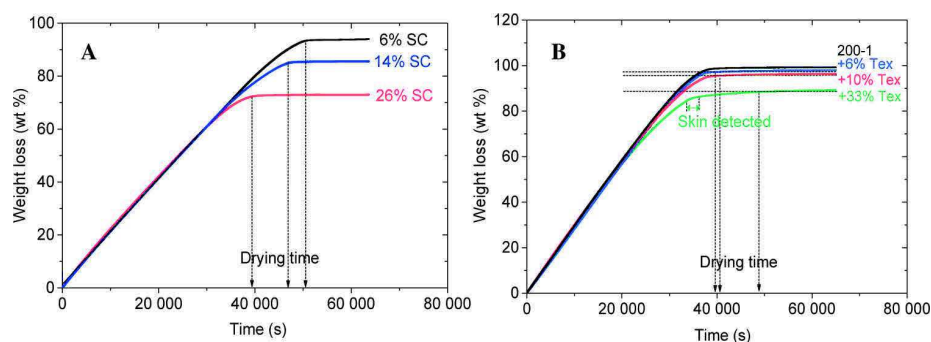 A
100
80
60
40
20
0
Weight loss (wt %)
6% SC
14% SC
26% SC
Drying time
0
20 000
40 000
60 000
80 000
Time (s)
B
120
100
80
60
40
20
0
Weight loss (wt %)
200-1
+6% Tex
+10% Tex
+33% Tex
Skin detected
Drying time
0
20 000
40 000
60 000
80 000
Time (s)